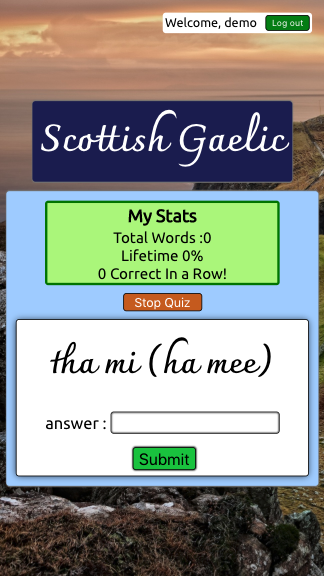 Welcome, demo Log out
Scottish Gaelic
My Stats
Total Words :0
Lifetime 0%
0 Correct In a Row!
Stop Quiz
tha mi (ha mee)
answer :
Submit